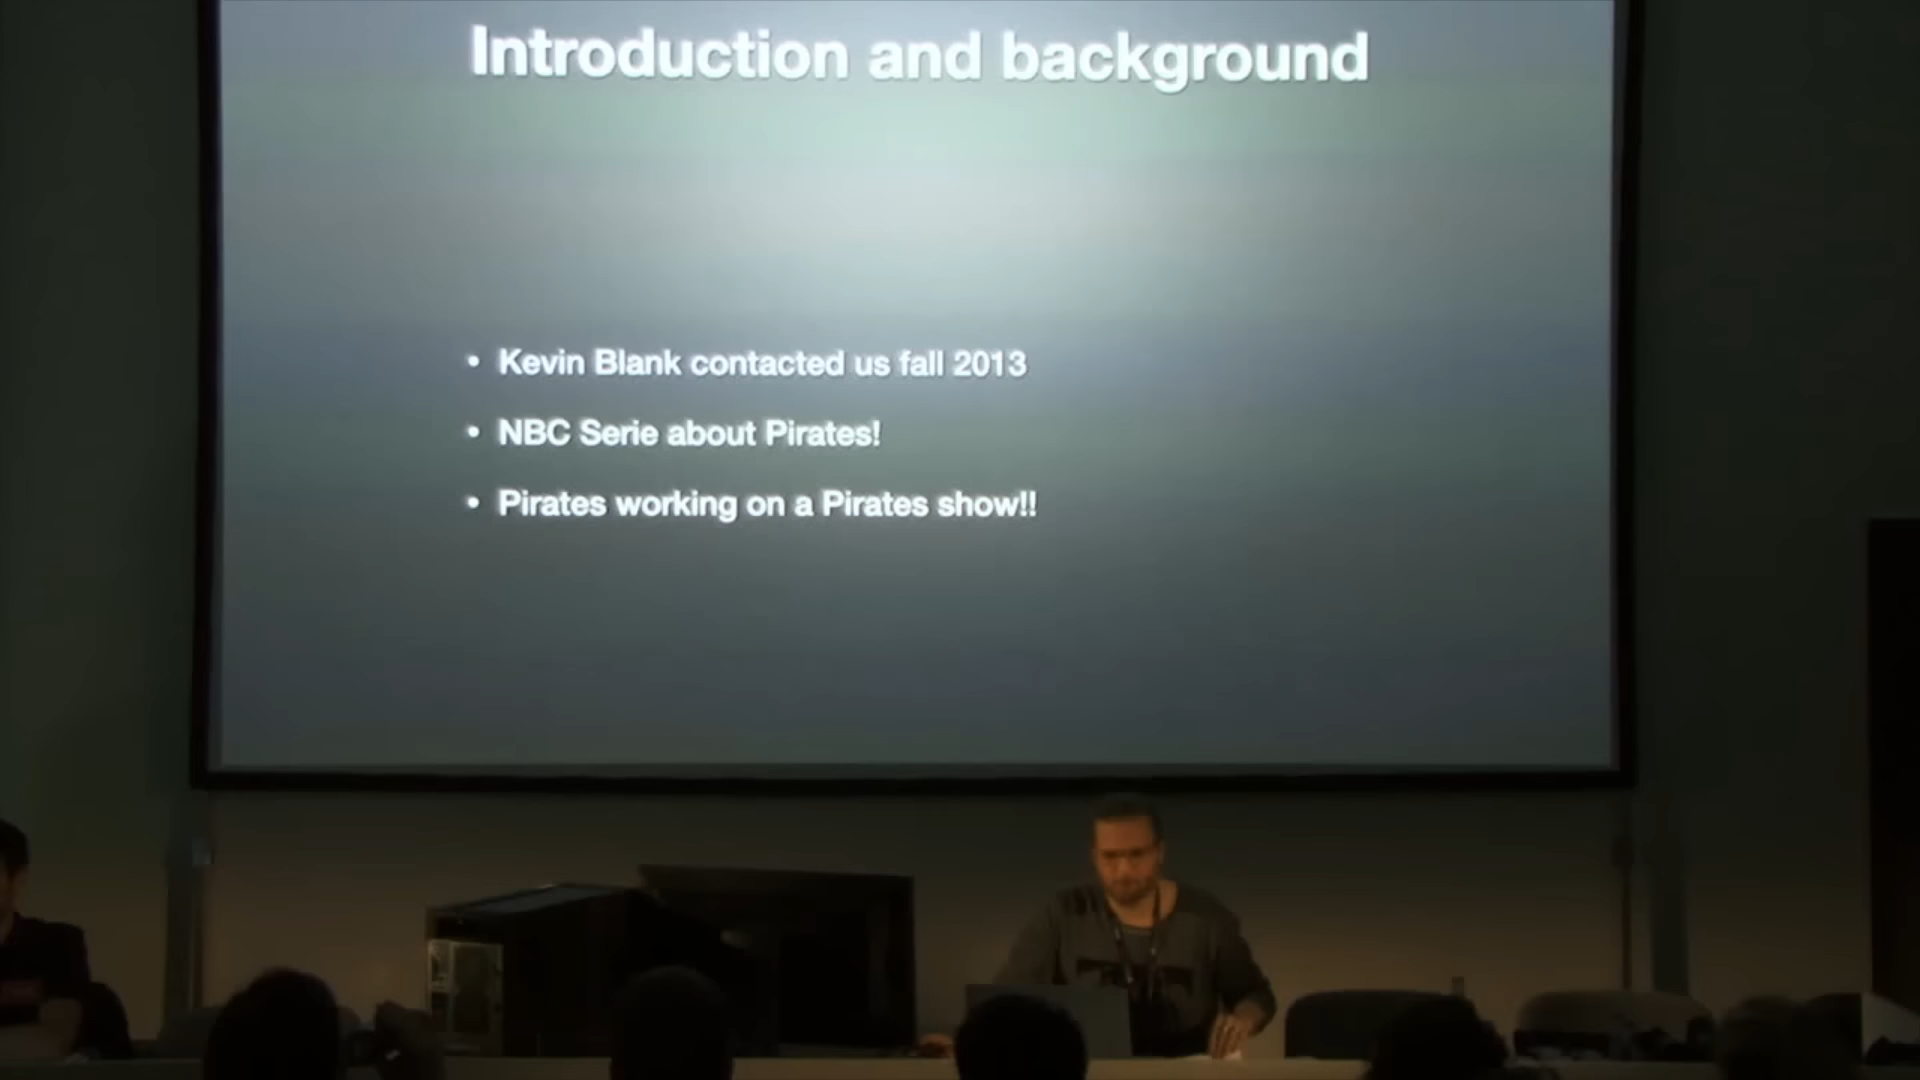 Introduction and background
• Kevin Blank contacted us fall 2013
• NBC Serie about Pirates!
• Pirates working on a Pirates show!!